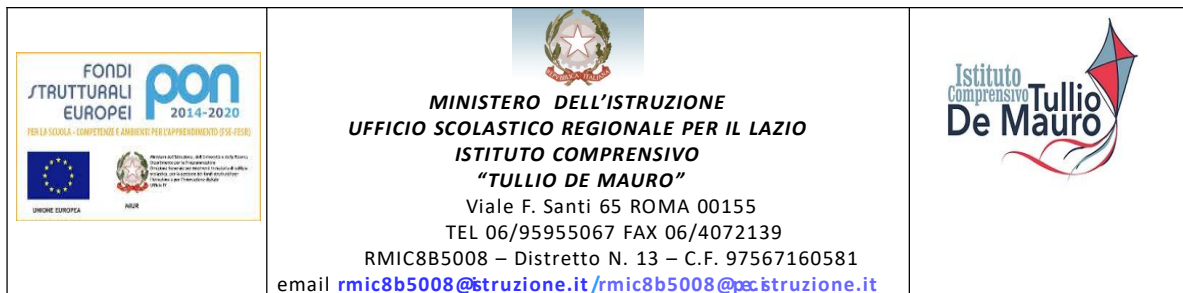 FONDI
STRUTTURALI
EUROPEI
pon
2014-2020
PER LA SCUOLA - COMPETENZE E AMBIENTI PER L'APPRENDIMENTO (FSE-FESR)
UNIONE EUROPEA
MIUR
REPVBBLICA ITALIANA
MINISTERO DELL'ISTRUZIONE
UFFICIO SCOLASTICO REGIONALE PER IL LAZIO
ISTITUTO COMPRENSIVO
"TULLIO DE MAURO"
Viale F. Santi 65 ROMA 00155
TEL 06/95955067 FAX 06/4072139
RMIC8B5008 – Distretto N. 13 – C.F. 97567160581
email rmic8b5008@istruzione.it/rmic8b5008@pec.istruzione.it
Istituto
Comprensivo Tullio
De Mauro